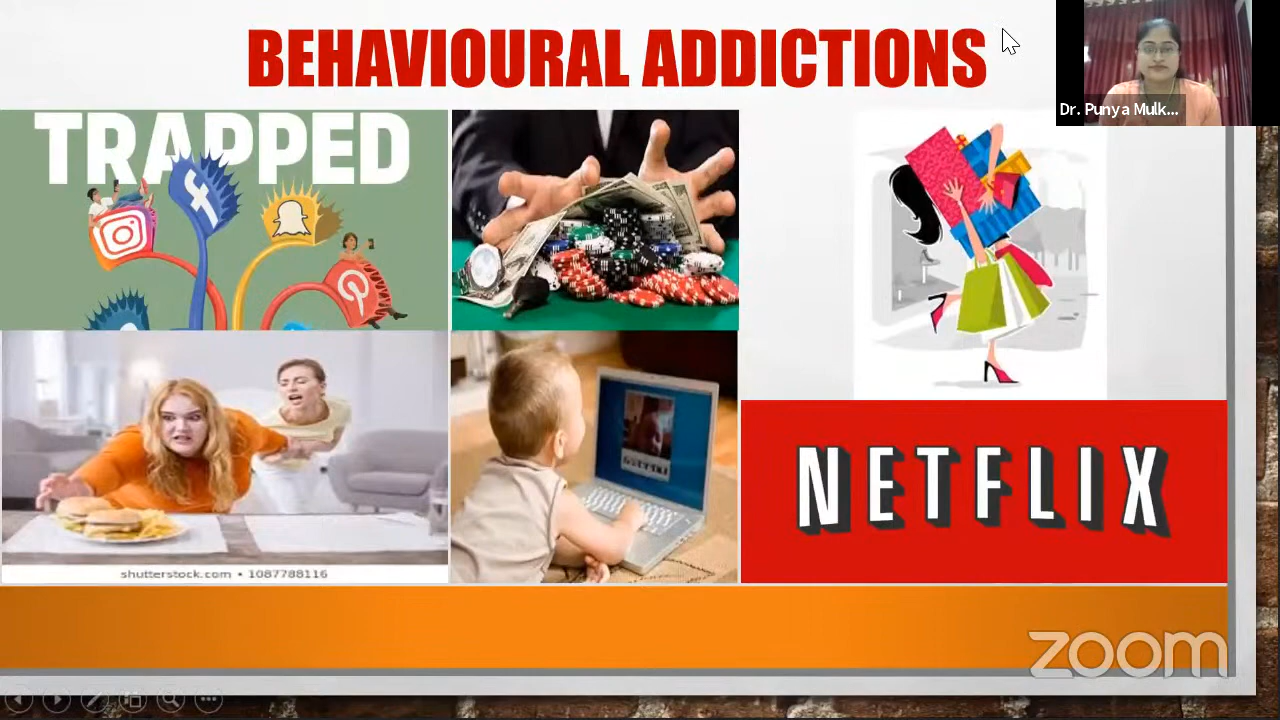 BEHAVIOURAL ADDICTIONS
Dr. Punya Mulk...
TRAPPED
NETFLIX
shutterstock.com • 1087788116
zoom